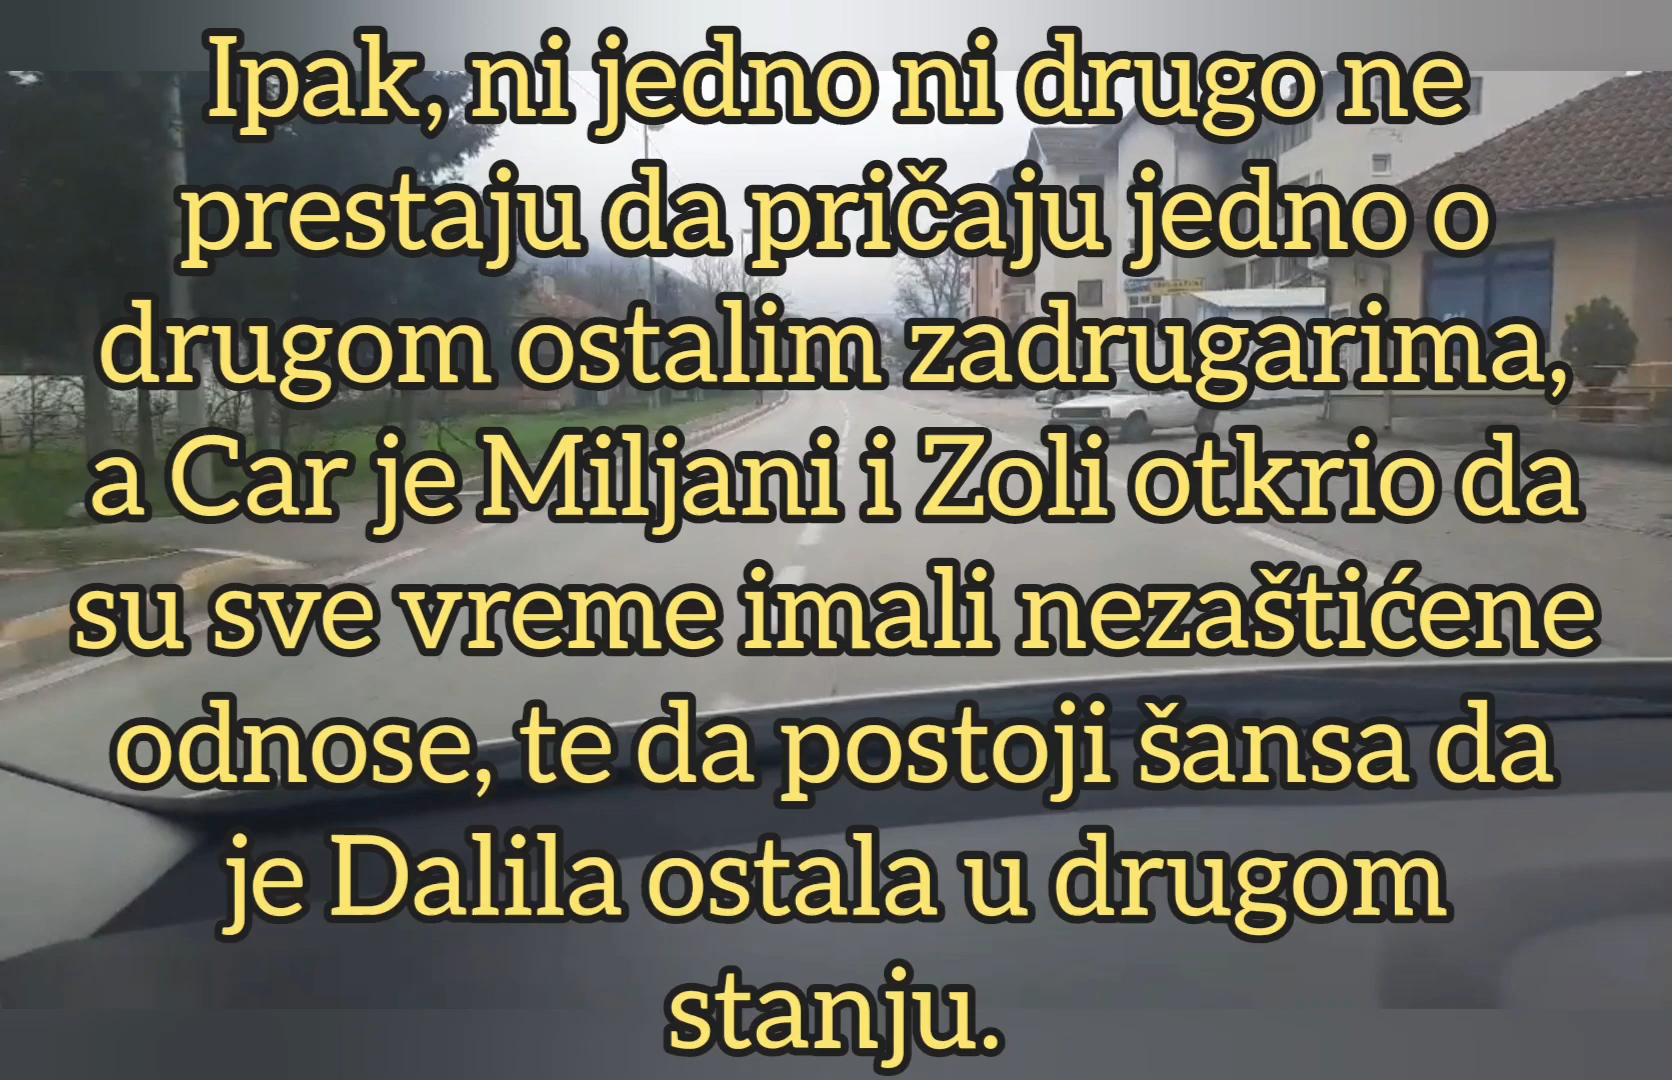 Ipak, ni jedno ni drugo ne
prestaju da pričaju jedno o
drugom ostalim zadrugarima,
a Car je Miljani i Zoli otkrio da
su sve vreme imali nezaštićene
odnose, te da postoji šansa da
je Dalila ostala u drugom
stanju.